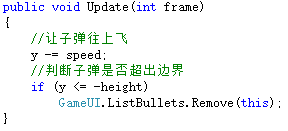 public void Update(int frame)
{
//让子弹往上飞
y -= speed;
//判断子弹是否超出边界
if (y <= -height)
GameUI.ListBullets.Remove(this);
}